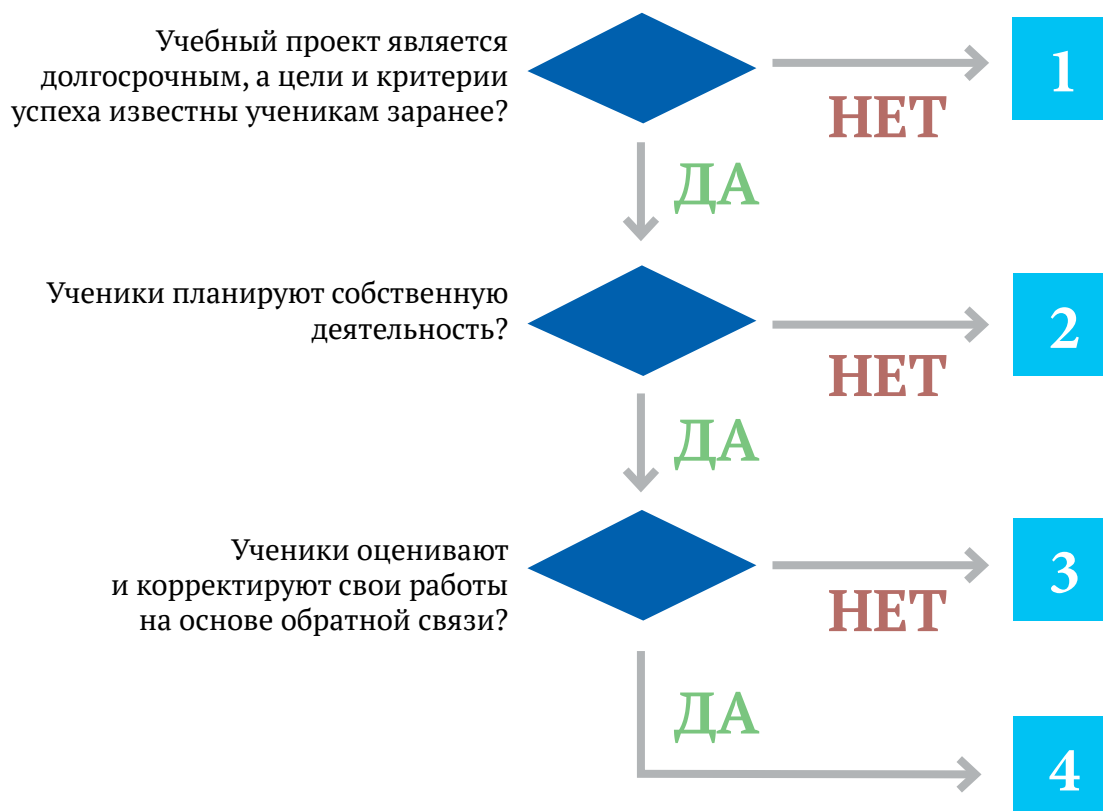 Учебный проект является
долгосрочным, а цели и критерии
успеха известны ученикам заранее?
НЕТ
1
ДА
Ученики планируют собственную
деятельность?
НЕТ
2
ДА
Ученики оценивают
и корректируют свои работы
на основе обратной связи?
НЕТ
3
ДА
4